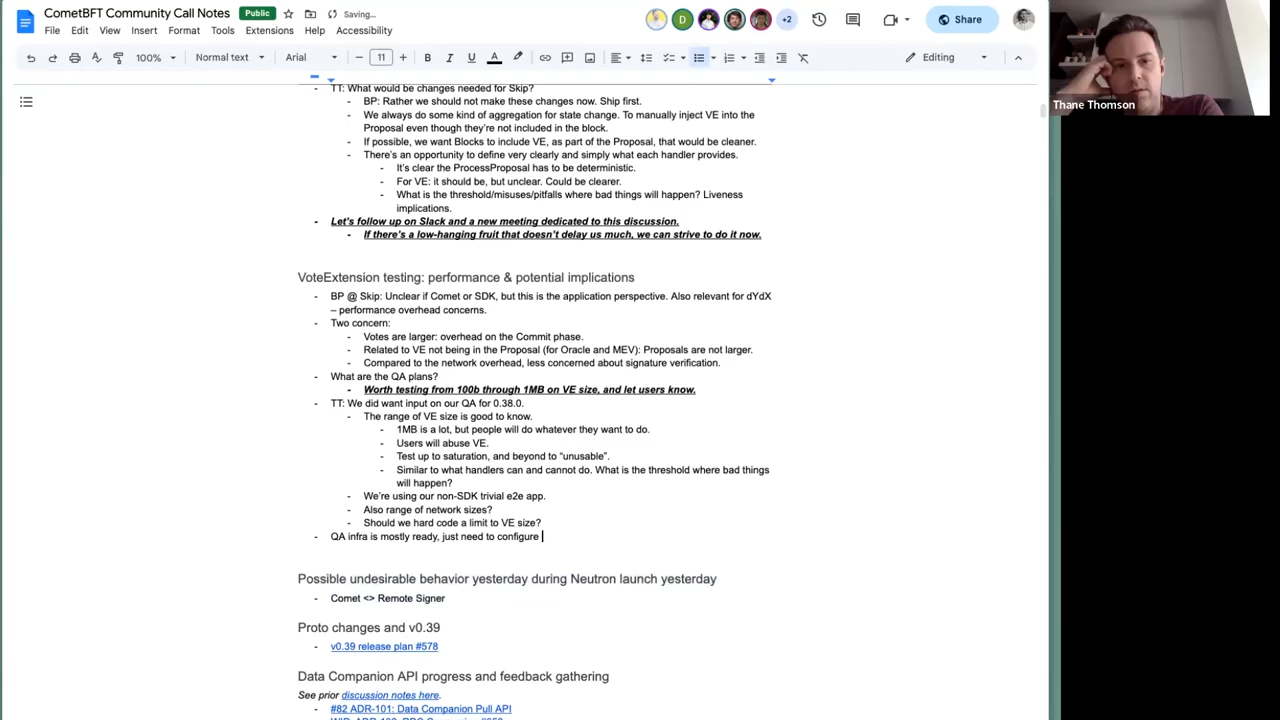 CometBFT Community Call Notes Public Saving...
File Edit View Insert Format Tools Extensions Help Accessibility
D +2 Share
100% Normal text Arial 11 B I U A Editing
Thane Thomson
- TT: What would be changes needed for Skip?
- BP: Rather we should not make these changes now. Ship first.
- We always do some kind of aggregation for state change. To manually inject VE into the
Proposal even though they're not included in the block.
- If possible, we want Blocks to include VE, as part of the Proposal, that would be cleaner.
- There's an opportunity to define very clearly and simply what each handler provides.
- It's clear the ProcessProposal has to be deterministic.
- For VE: it should be, but unclear. Could be clearer.
- What is the threshold/misuses/pitfalls where bad things will happen? Liveness
implications.
- Let's follow up on Slack and a new meeting dedicated to this discussion.
- If there's a low-hanging fruit that doesn't delay us much, we can strive to do it now.
VoteExtension testing: performance & potential implications
- BP @ Skip: Unclear if Comet or SDK, but this is the application perspective. Also relevant for dYdX
– performance overhead concerns.
- Two concern:
- Votes are larger: overhead on the Commit phase.
- Related to VE not being in the Proposal (for Oracle and MEV): Proposals are not larger.
- Compared to the network overhead, less concerned about signature verification.
- What are the QA plans?
- Worth testing from 100b through 1MB on VE size, and let users know.
- TT: We did want input on our QA for 0.38.0.
- The range of VE size is good to know.
- 1MB is a lot, but people will do whatever they want to do.
- Users will abuse VE.
- Test up to saturation, and beyond to “unusable”.
- Similar to what handlers can and cannot do. What is the threshold where bad things
will happen?
- We're using our non-SDK trivial e2e app.
- Also range of network sizes?
- Should we hard code a limit to VE size?
- QA infra is mostly ready, just need to configure
Possible undesirable behavior yesterday during Neutron launch yesterday
- Comet <> Remote Signer
Proto changes and v0.39
- v0.39 release plan #578
Data Companion API progress and feedback gathering
See prior discussion notes here.
- #82 ADR-101: Data Companion Pull API